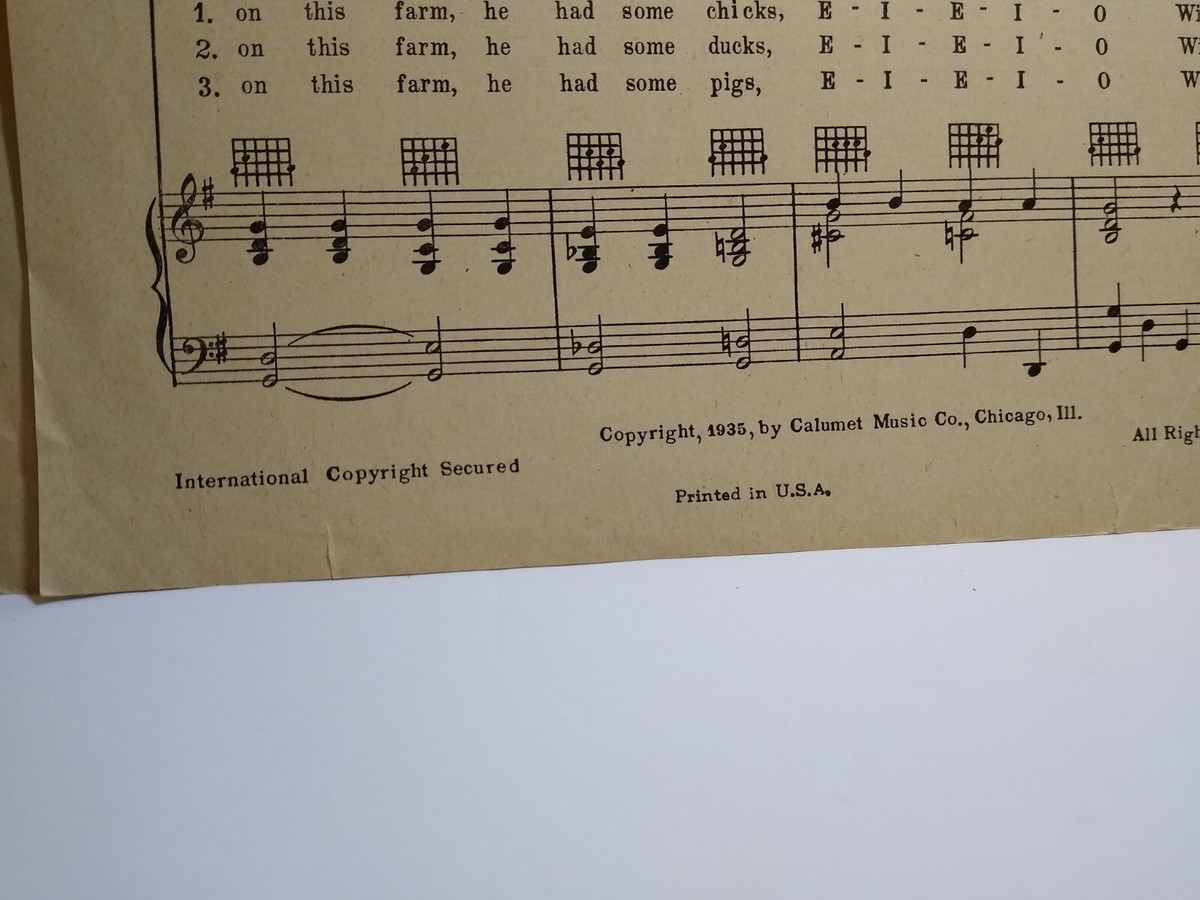 1. on this farm, he had some chicks, E - I - E - I - O
2. on this farm, he had some ducks, E - I - E - I - O
3. on this farm, he had some pigs, E - I - E - I - O
Copyright, 1935, by Calumet Music Co., Chicago, Ill.
All
International Copyright Secured
Printed in U.S.A.